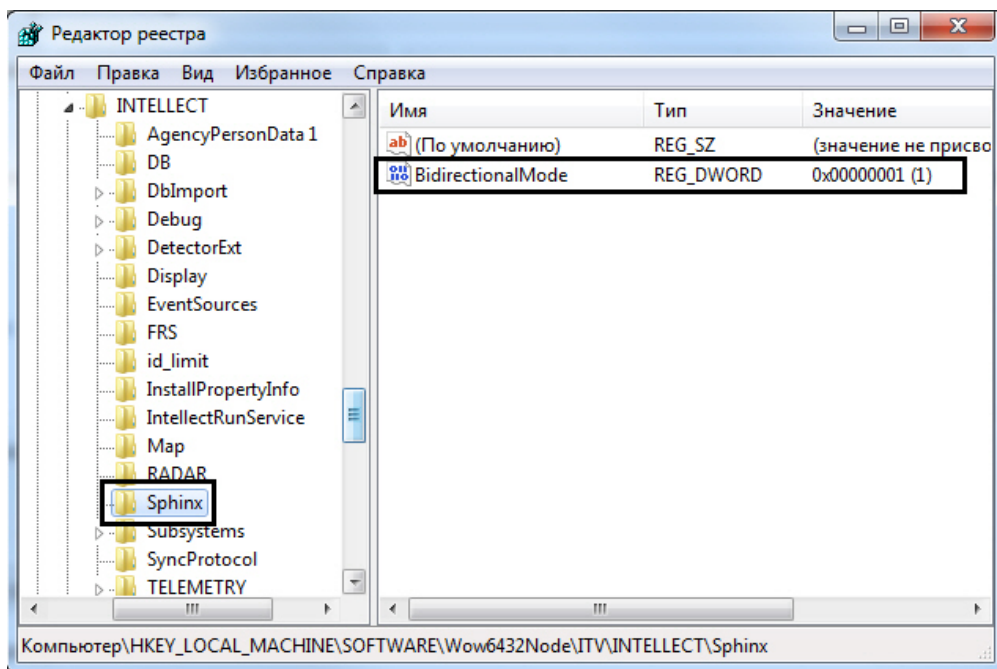 Редактор реестра
Файл Правка Вид Избранное Справка
INTELLECT
AgencyPersonData 1
DB
DbImport
Debug
DetectorExt
Display
EventSources
FRS
id_limit
InstallPropertyInfo
IntellectRunService
Map
RADAR
Sphinx
Subsystems
SyncProtocol
TELEMETRY
Имя Тип Значение
(По умолчанию) REG_SZ (значение не присво
BidirectionalMode REG_DWORD 0x00000001 (1)
Компьютер\HKEY_LOCAL_MACHINE\SOFTWARE\Wow6432Node\ITV\INTELLECT\Sphinx